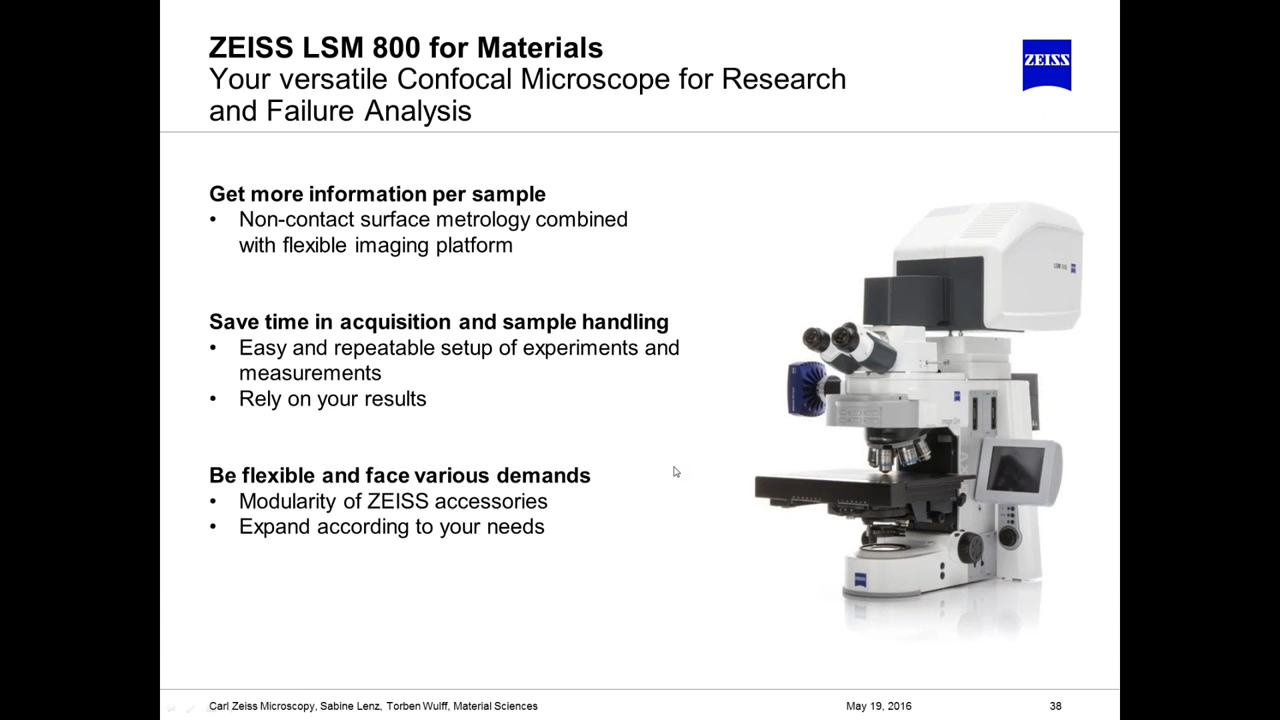 ZEISS LSM 800 for Materials
Your versatile Confocal Microscope for Research
and Failure Analysis
ZEISS
Get more information per sample
• Non-contact surface metrology combined
with flexible imaging platform
Save time in acquisition and sample handling
• Easy and repeatable setup of experiments and
measurements
• Rely on your results
Be flexible and face various demands
• Modularity of ZEISS accessories
• Expand according to your needs
LSM 800
Carl Zeiss Microscopy, Sabine Lenz, Torben Wulff, Material Sciences
May 19, 2016
38